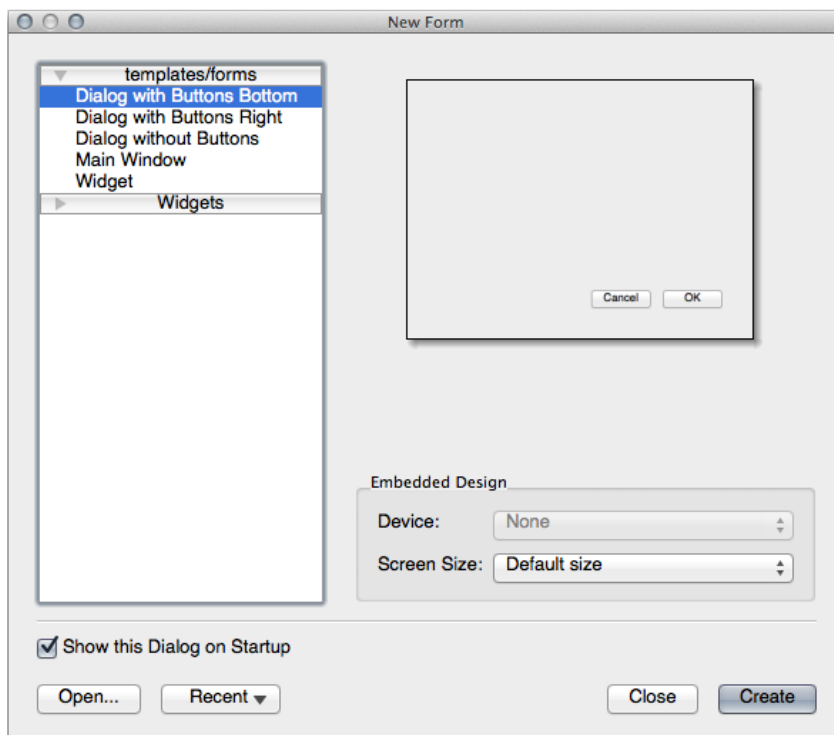 New Form
templates/forms
Dialog with Buttons Bottom
Dialog with Buttons Right
Dialog without Buttons
Main Window
Widget
Widgets
Cancel OK
Embedded Design
Device: None
Screen Size: Default size
Show this Dialog on Startup
Open... Recent Close Create